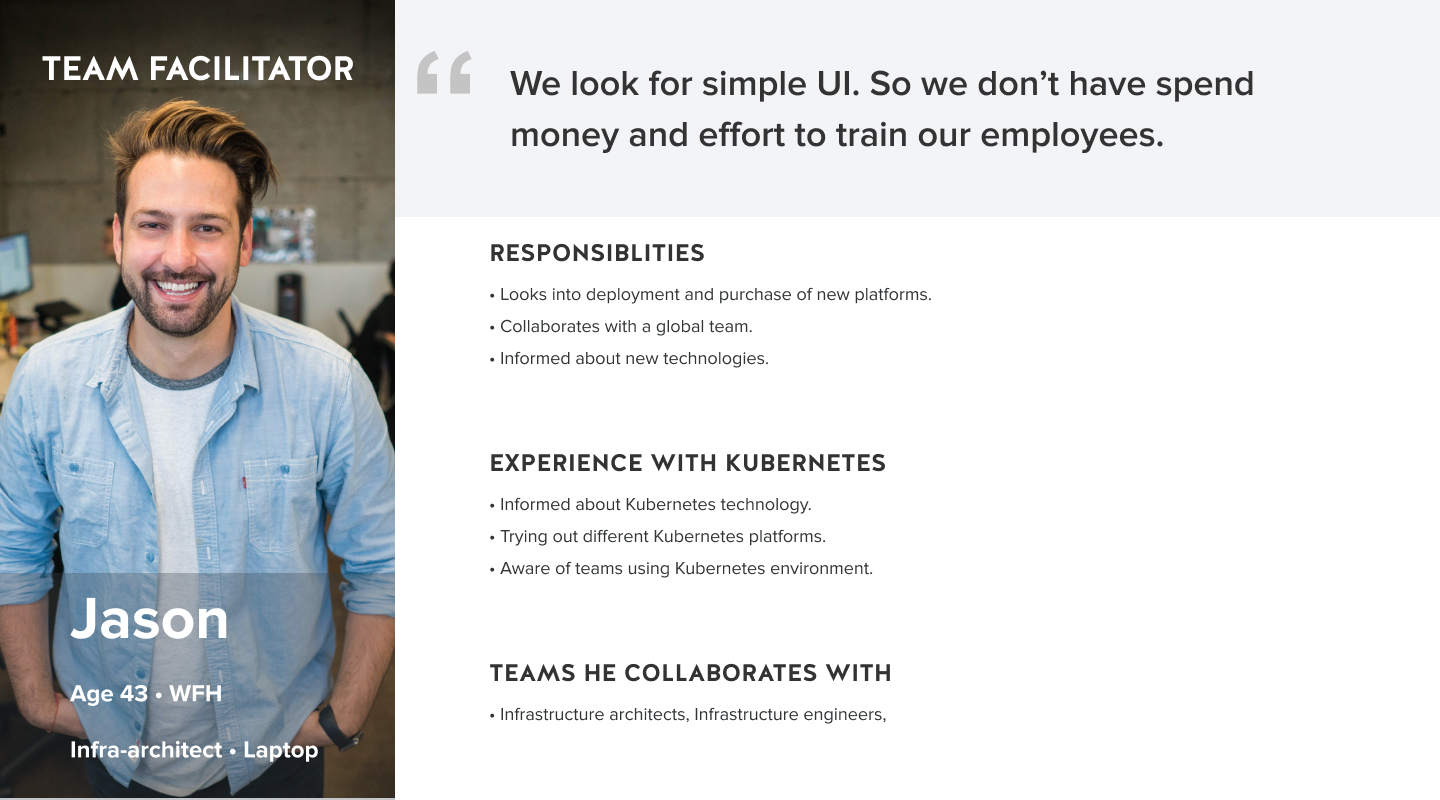 TEAM FACILITATOR
“
We look for simple UI. So we don’t have spend
money and effort to train our employees.
RESPONSIBLITIES
• Looks into deployment and purchase of new platforms.
• Collaborates with a global team.
• Informed about new technologies.
EXPERIENCE WITH KUBERNETES
• Informed about Kubernetes technology.
• Trying out different Kubernetes platforms.
• Aware of teams using Kubernetes environment.
TEAMS HE COLLABORATES WITH
• Infrastructure architects, Infrastructure engineers,
Jason
Age 43 • WFH
Infra-architect • Laptop